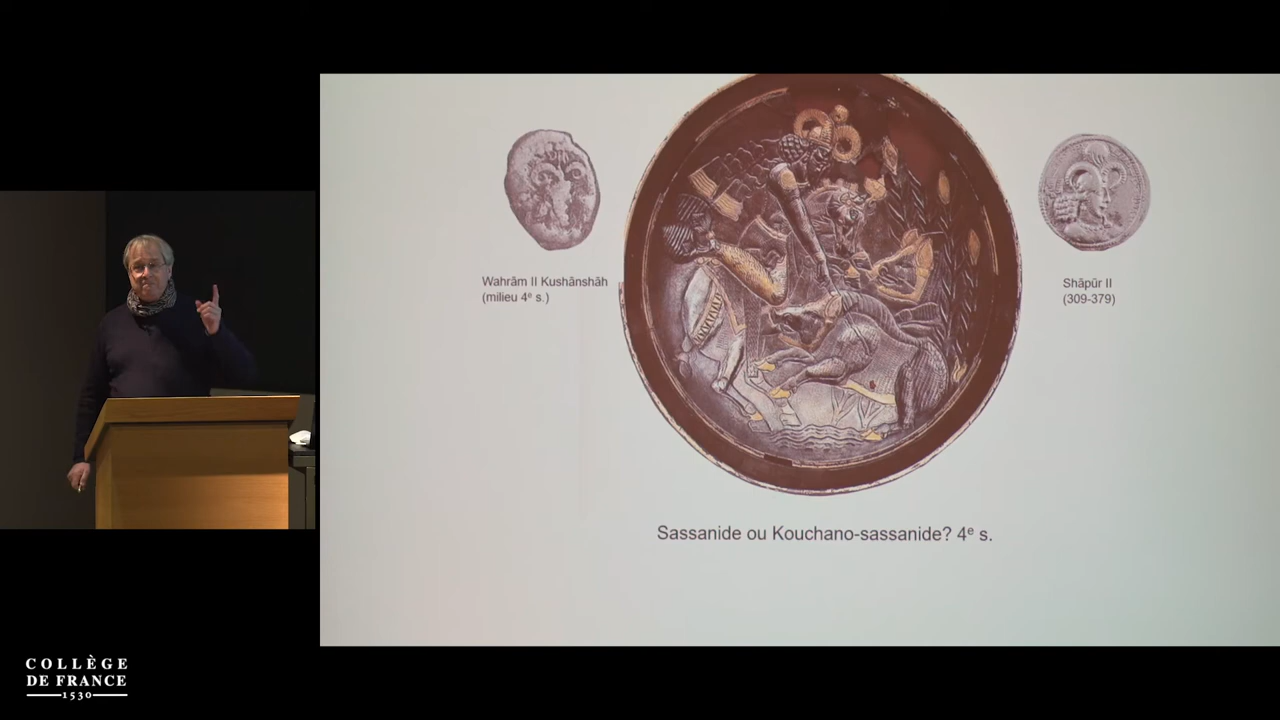 Wahrām II Kushānshāh
(milieu 4ᵉ s.)
Shāpūr II
(309-379)
Sassanide ou Kouchano-sassanide? 4ᵉ s.
COLLÈGE
DE FRANCE
1530